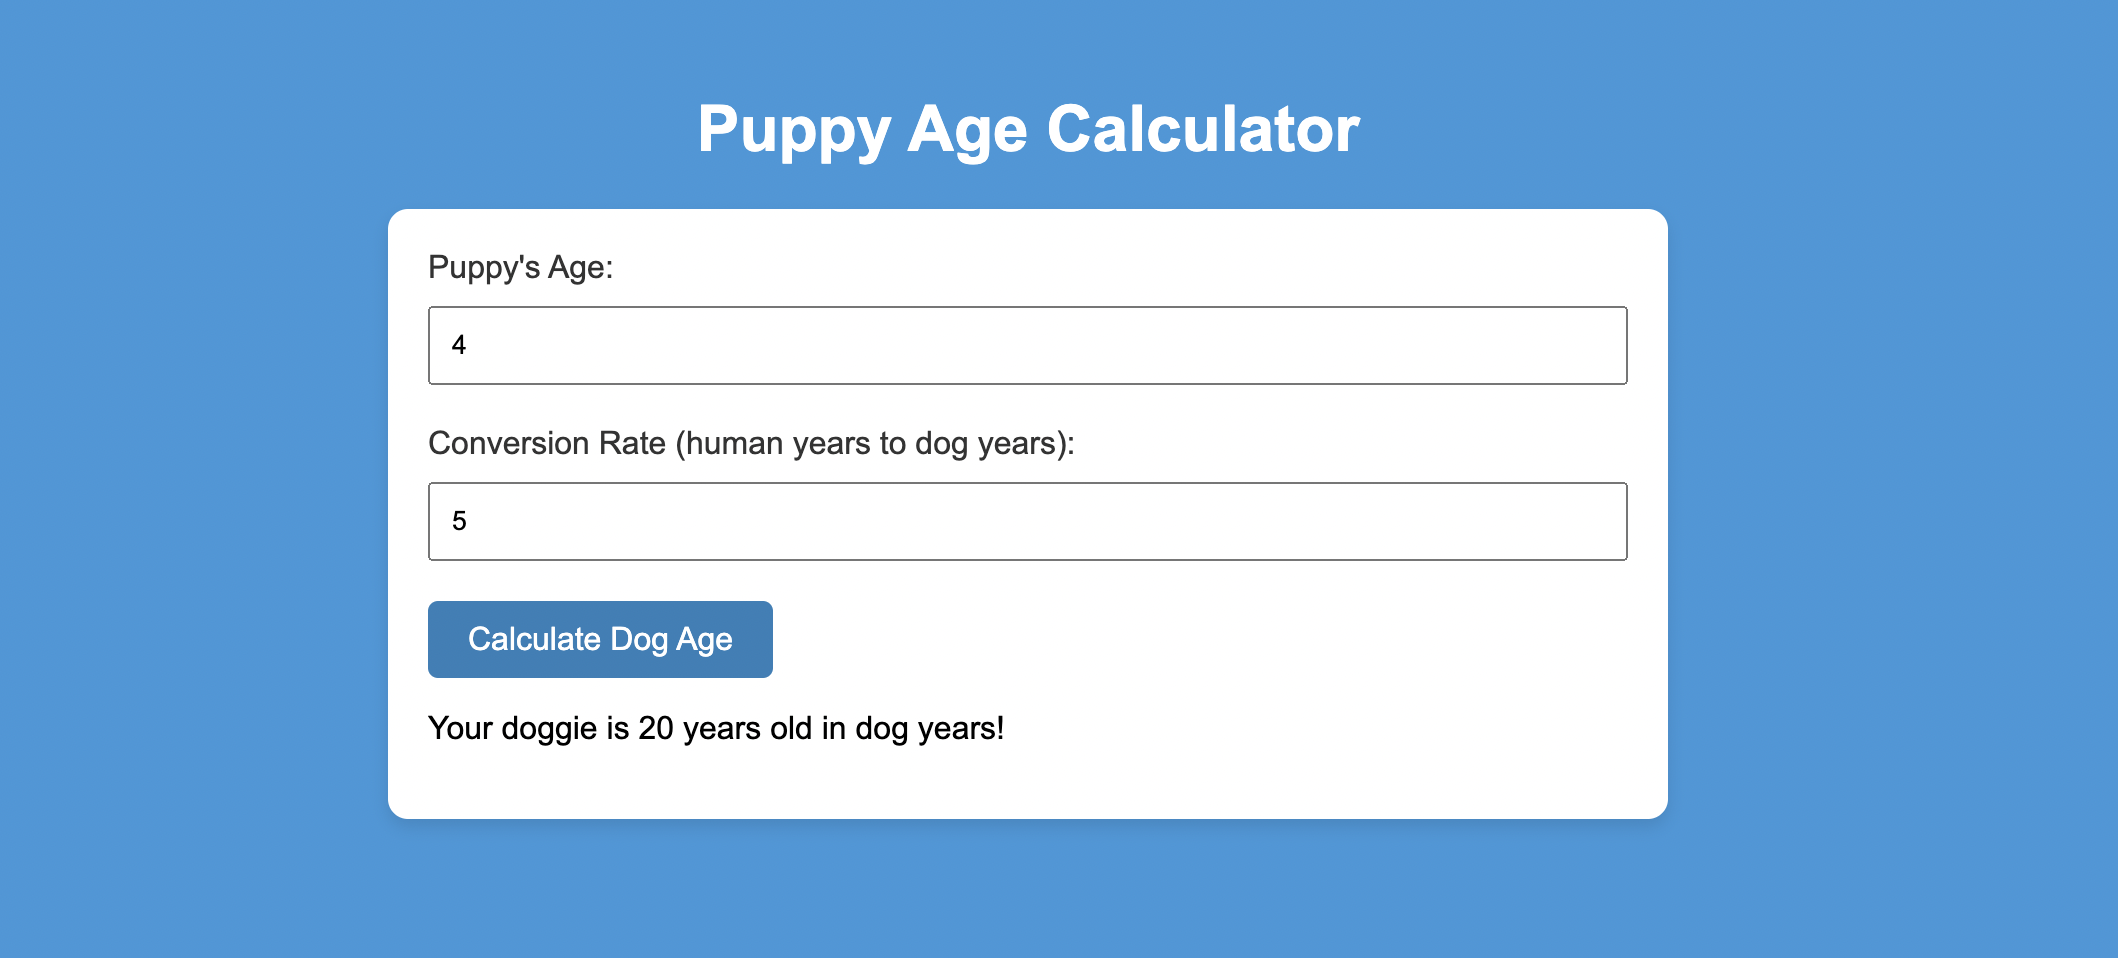 Puppy Age Calculator
Puppy's Age:
4
Conversion Rate (human years to dog years):
5
Calculate Dog Age
Your doggie is 20 years old in dog years!